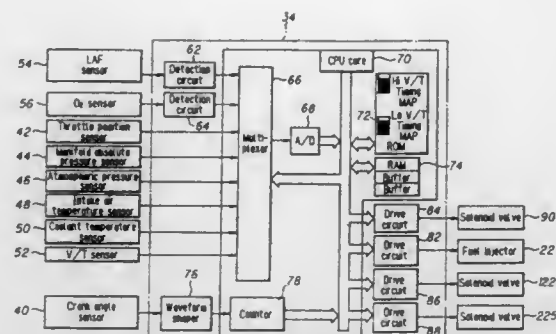 34
54
LAF
sensor
62
Detection
circuit
66
CPU core
70
Hi V/T
Timing
MAP
56
O2 sensor
Detection
circuit
64
72
Lo V/T
Timing
MAP
ROM
42
Throttle position
sensor
Multi-
plexer
68
A/D
44
Manifold absolute
pressure sensor
RAM
74
Buffer
Buffer
46
Atmospheric pressure
sensor
48
Intake air
temperature sensor
84
Drive
circuit
Solenoid valve
90
50
Coolant temperature
sensor
82
Drive
circuit
Fuel injector
22
52
V/T sensor
76
78
Drive
circuit
Solenoid valve
122
86
40
Crank angle
sensor
Waveform
shaper
Counter
Drive
circuit
Solenoid valve
223
88